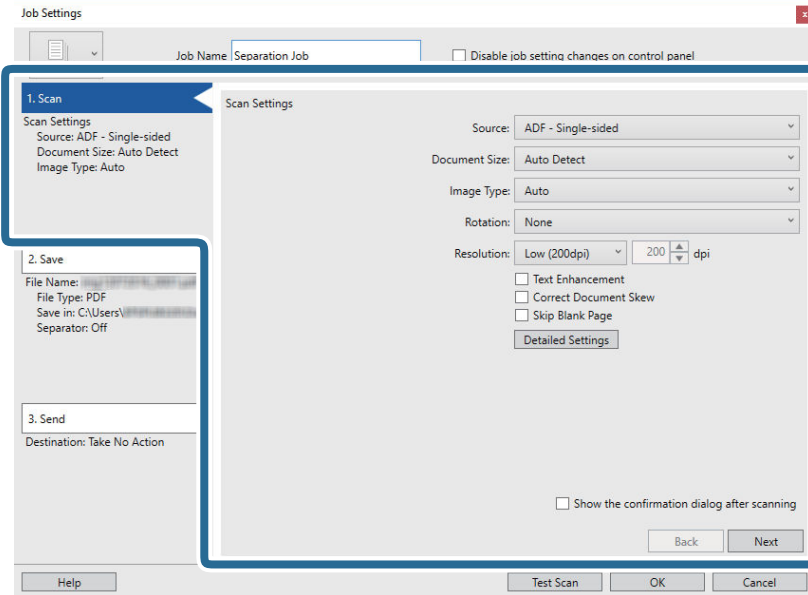 Job Settings
x
Job Name Separation Job Disable job setting changes on control panel
1. Scan
Scan Settings
Source: ADF - Single-sided
Document Size: Auto Detect
Image Type: Auto
2. Save
File Name:
File Type: PDF
Save in: C:\Users\
Separator: Off
3. Send
Destination: Take No Action
Scan Settings
Source: ADF - Single-sided
Document Size: Auto Detect
Image Type: Auto
Rotation: None
Resolution: Low (200dpi) 200 dpi
Text Enhancement
Correct Document Skew
Skip Blank Page
Detailed Settings
Show the confirmation dialog after scanning
Back Next
Help Test Scan OK Cancel